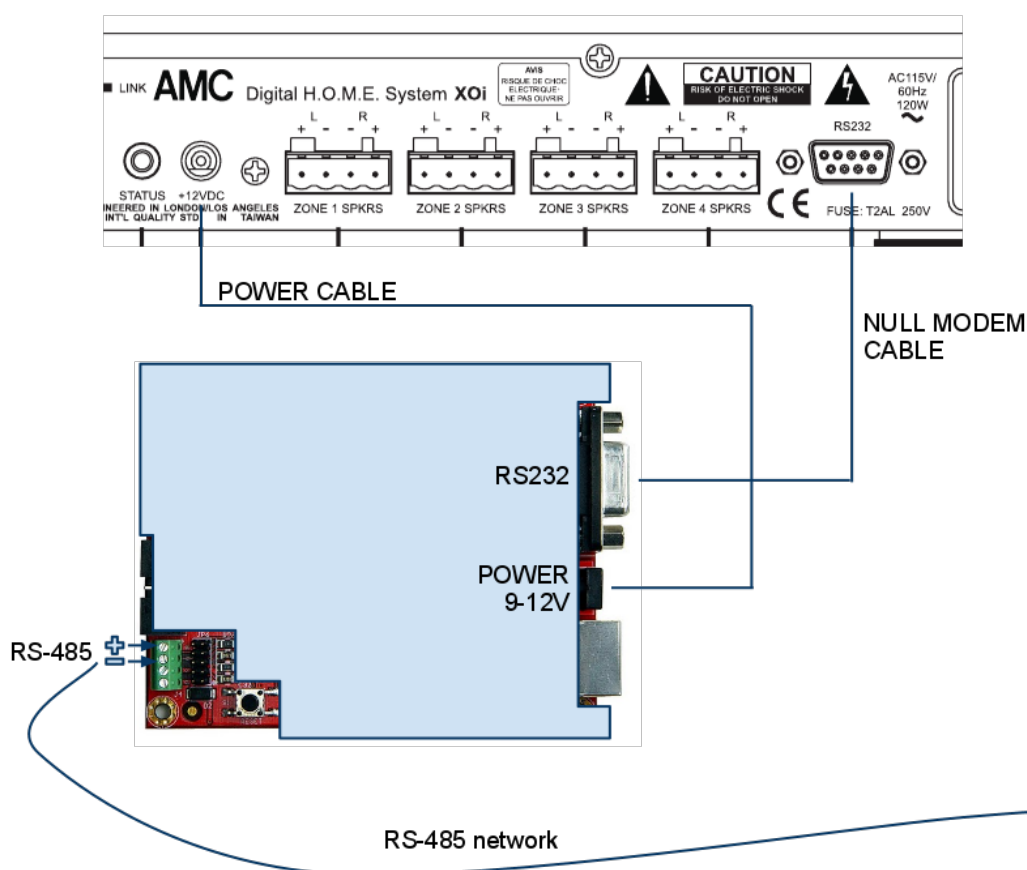 LINK AMC Digital H.O.M.E. System XOi
AVIS
RISQUE DE CHOC
ELECTRIQUE-
NE PAS OUVRIR
CAUTION
RISK OF ELECTRIC SHOCK
DO NOT OPEN
AC115V/
60Hz
120W
RS232
L R
+ - - +
L R
+ - - +
L R
+ - - +
L R
+ - - +
STATUS +12VDC
INEERED IN LONDON/LOS ANGELES
INT'L QUALITY STD IN TAIWAN
ZONE 1 SPKRS
ZONE 2 SPKRS
ZONE 3 SPKRS
ZONE 4 SPKRS
CE
FUSE: T2AL 250V
POWER CABLE
NULL MODEM
CABLE
RS232
POWER
9-12V
RS-485
+
-
J4
D2
RESET
RS-485 network